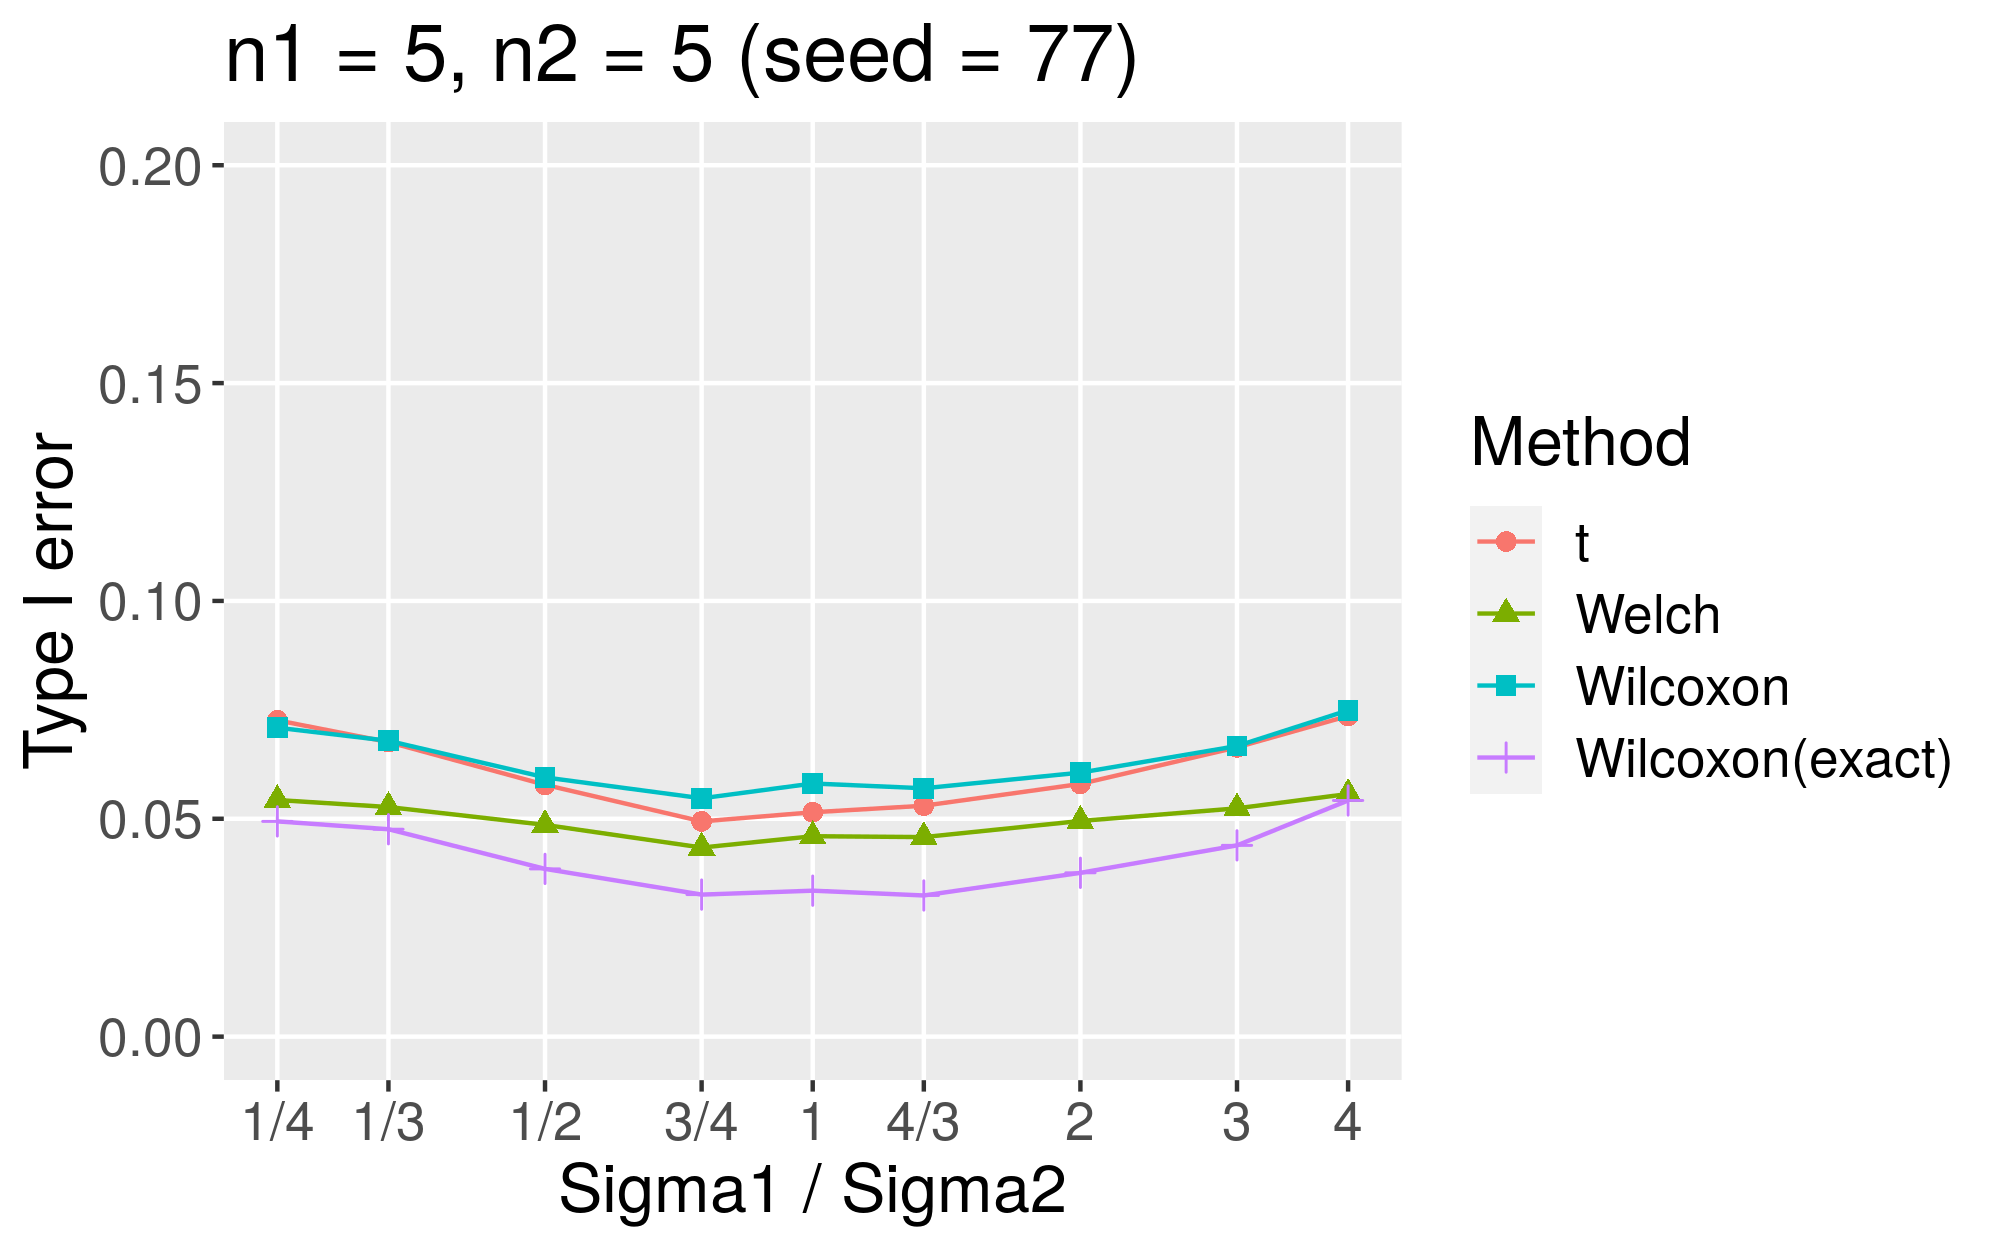 n1 = 5, n2 = 5 (seed = 77)
0.20
0.15
0.10
0.05
0.00
Type I error
1/4 1/3 1/2 3/4 1 4/3 2 3 4
Sigma1 / Sigma2
Method
t
Welch
Wilcoxon
Wilcoxon(exact)